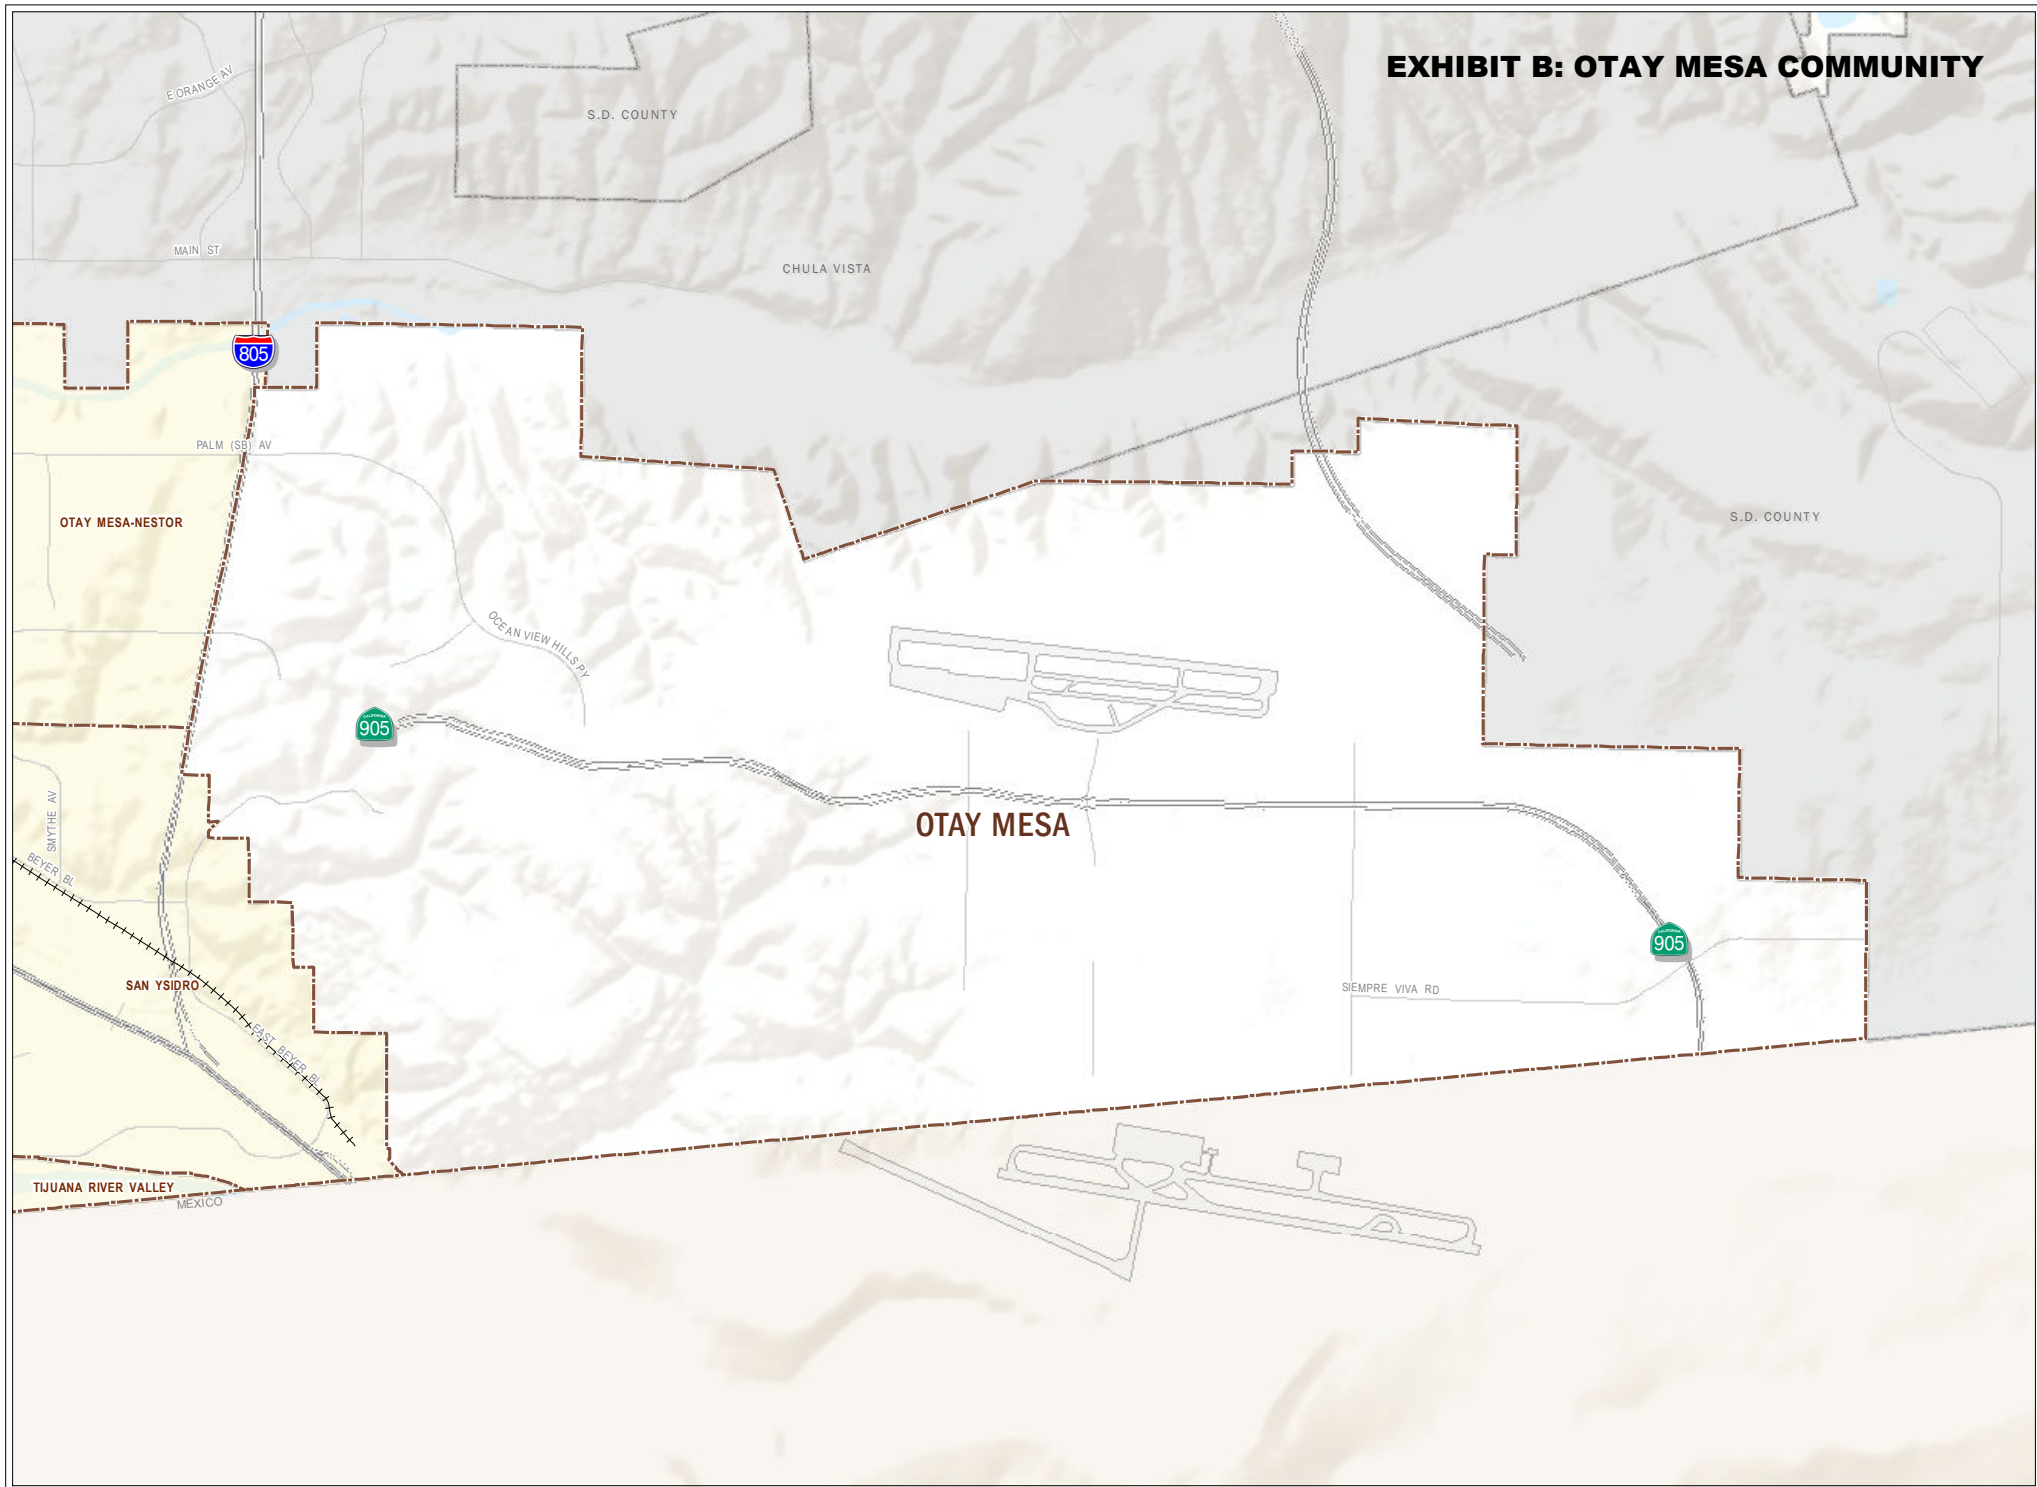 EXHIBIT B: OTAY MESA COMMUNITY
E ORANGE AV
S.D. COUNTY
MAIN ST
CHULA VISTA
805
PALM (SB) AV
OTAY MESA-NESTOR
S.D. COUNTY
OCEAN VIEW HILLS PY
CALIFORNIA
905
SMYTHE AV
OTAY MESA
BEYER BL
CALIFORNIA
905
SAN YSIDRO
SIEMPRE VIVA RD
EAST BEYER BL
TIJUANA RIVER VALLEY
MEXICO